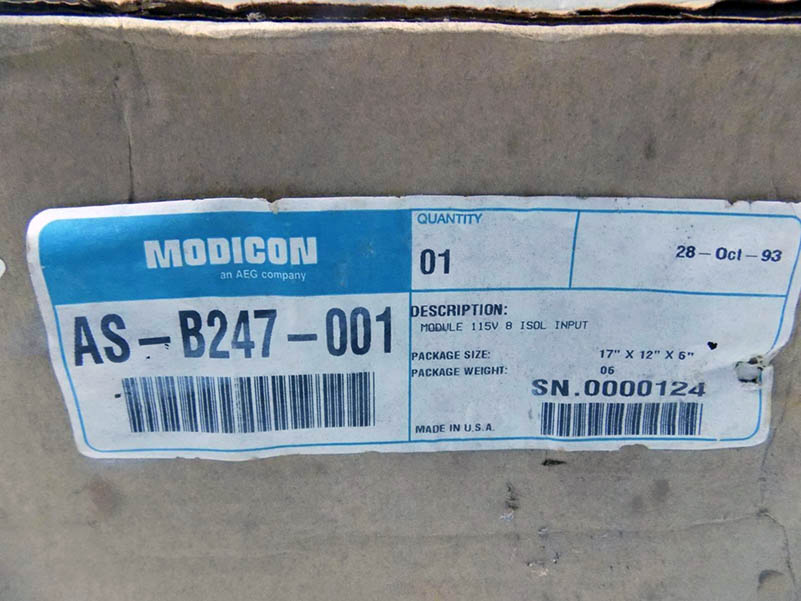 MODICON
an AEG company
AS-B247-001
QUANTITY
01
28-Oct-93
DESCRIPTION:
MODULE 115V 8 ISOL INPUT
PACKAGE SIZE: 17" X 12" X 6"
PACKAGE WEIGHT: 06
SN.0000124
MADE IN U.S.A.